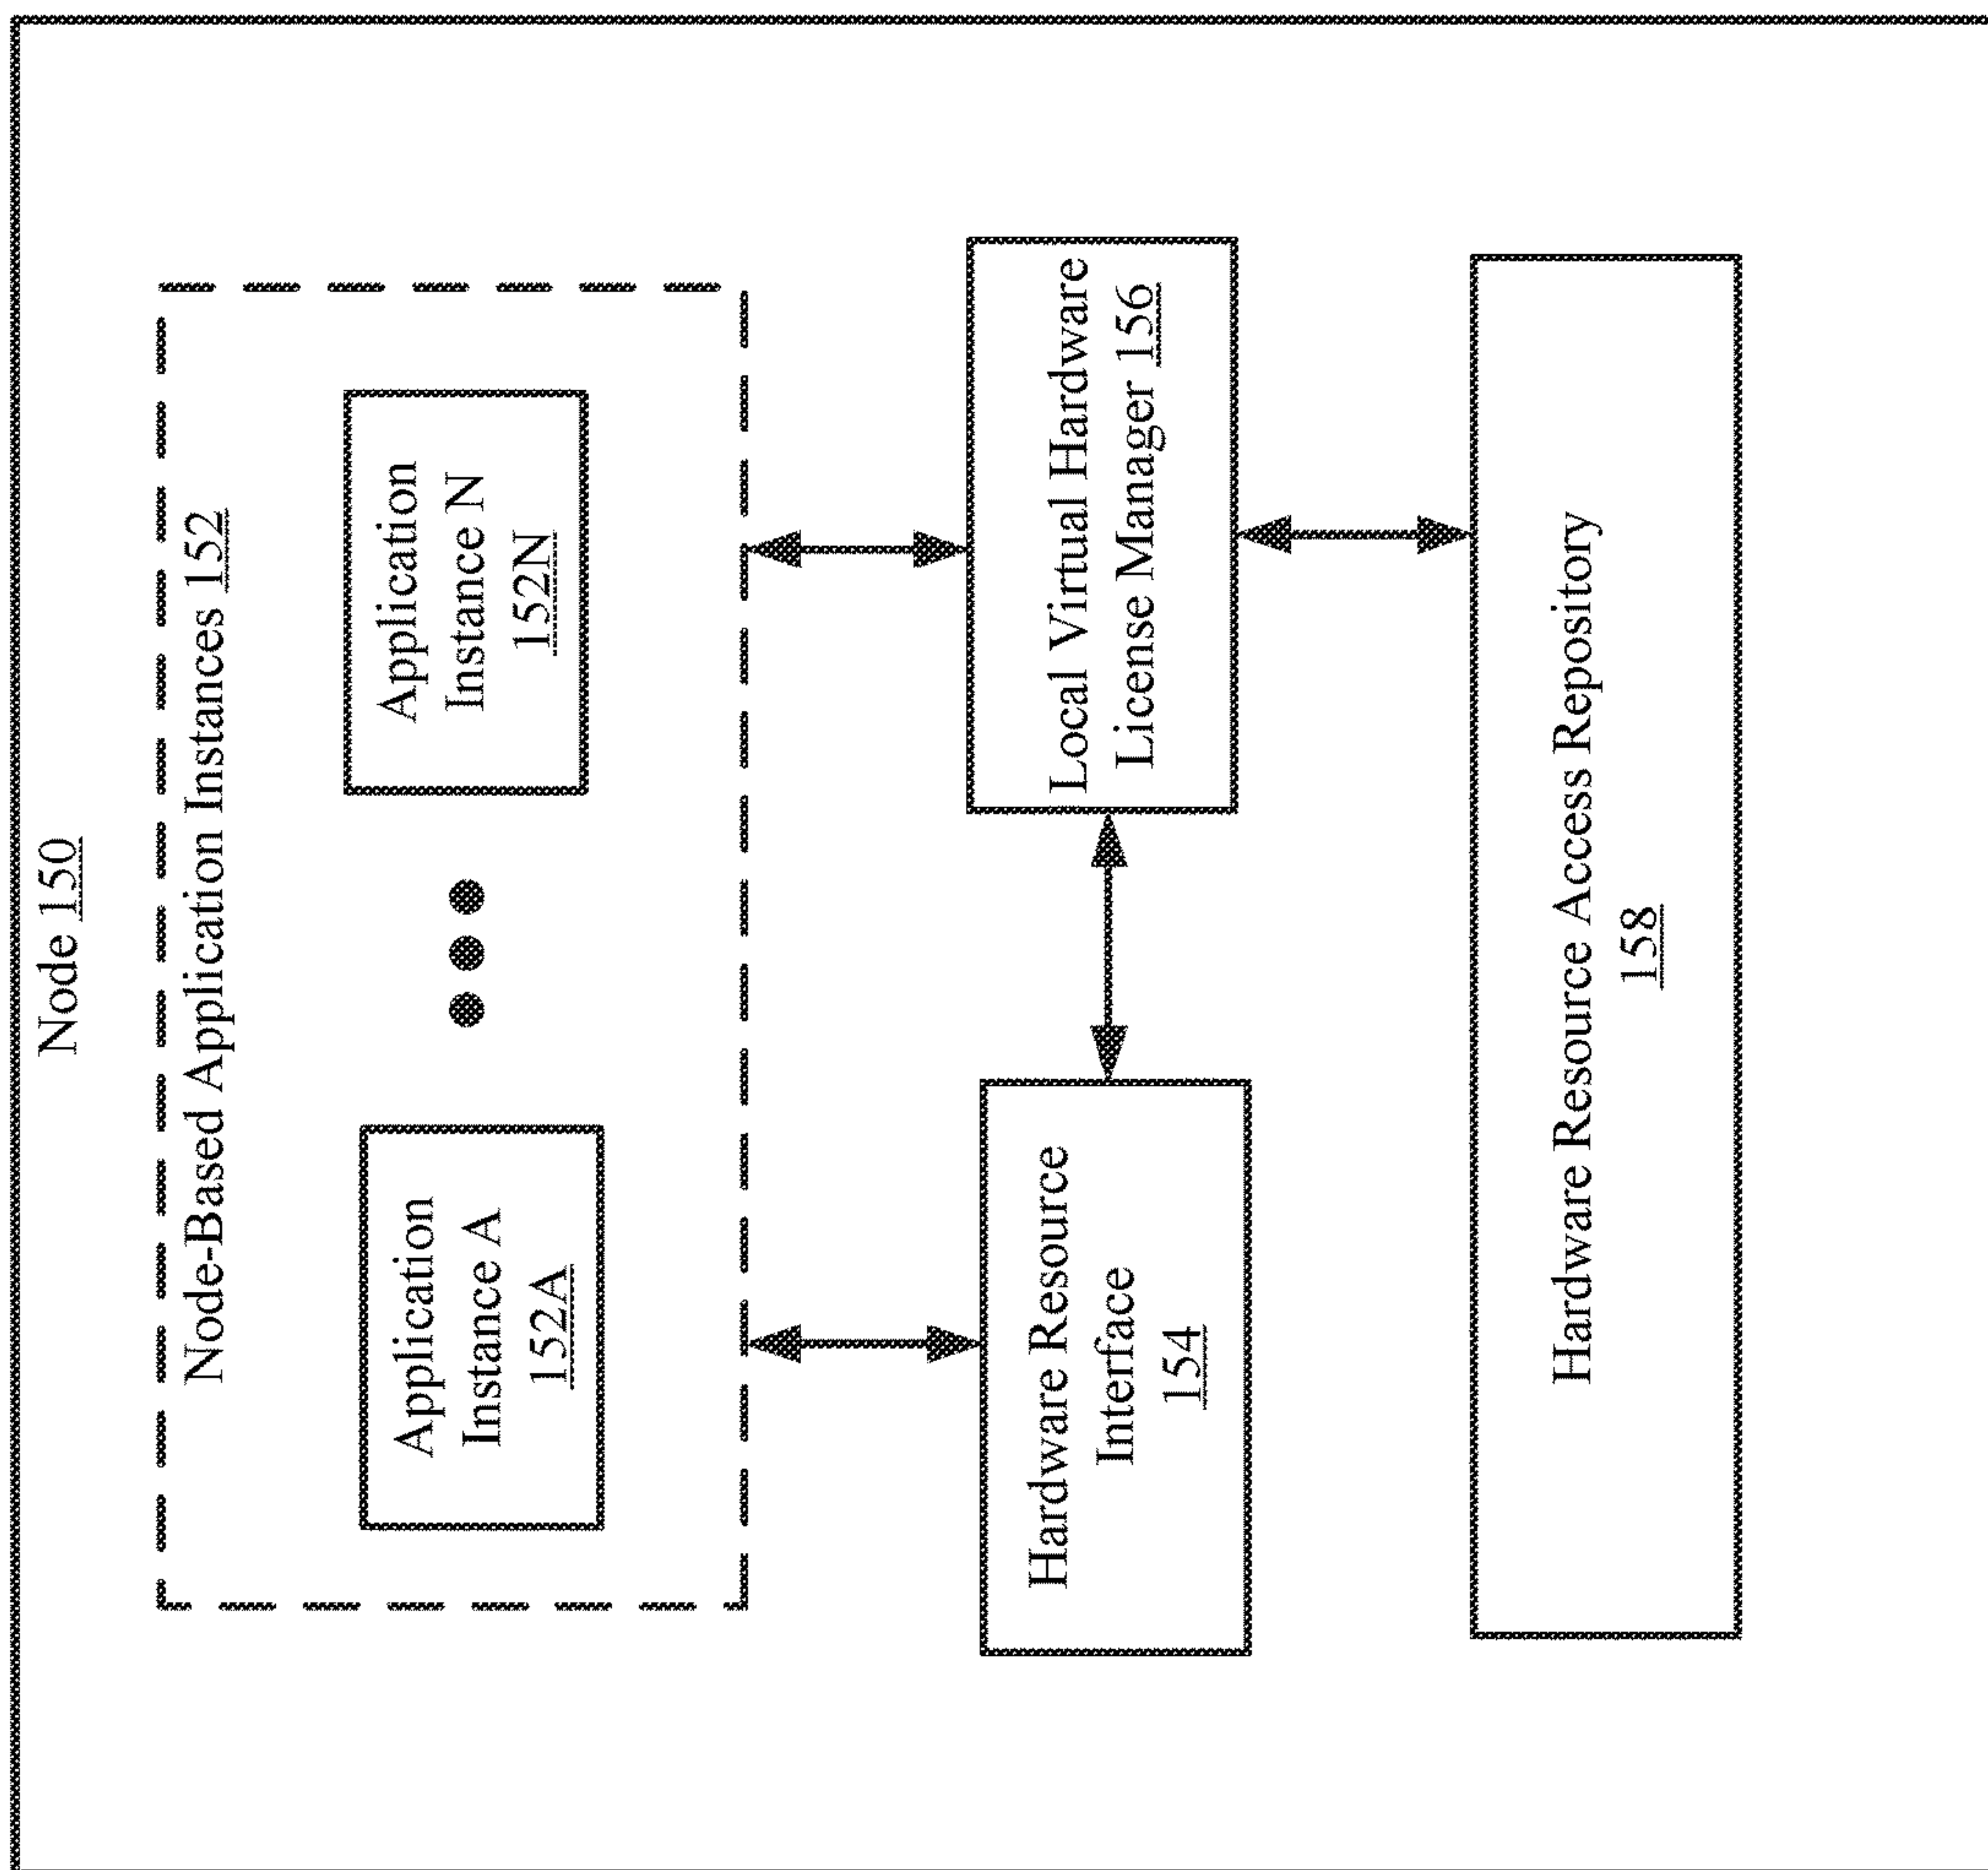 Node 150
Node-Based Application Instances 152
Application
Instance A
152A
Application
Instance N
152N
Hardware Resource
Interface
154
Local Virtual Hardware
License Manager 156
Hardware Resource Access Repository
158